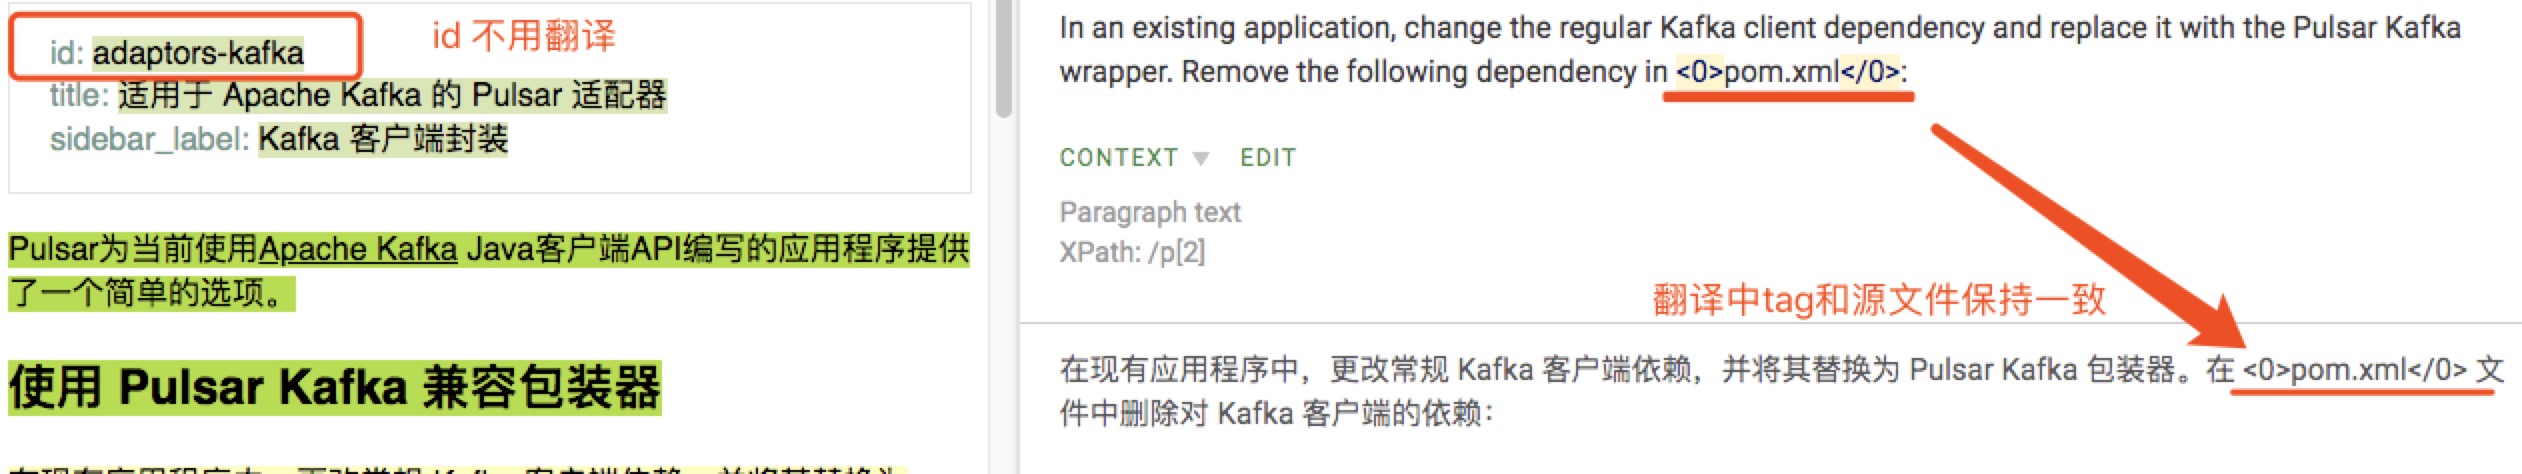 id: adaptors-kafka
id 不用翻译
title: 适用于 Apache Kafka 的 Pulsar 适配器
sidebar_label: Kafka 客户端封装
Pulsar为当前使用Apache Kafka Java客户端API编写的应用程序提供
了一个简单的选项。
使用 Pulsar Kafka 兼容包装器
In an existing application, change the regular Kafka client dependency and replace it with the Pulsar Kafka
wrapper. Remove the following dependency in <0>pom.xml</0>:
CONTEXT EDIT
Paragraph text
XPath: /p[2]
翻译中tag和源文件保持一致
在现有应用程序中，更改常规 Kafka 客户端依赖，并将其替换为 Pulsar Kafka 包装器。在 <0>pom.xml</0> 文
件中删除对 Kafka 客户端的依赖：